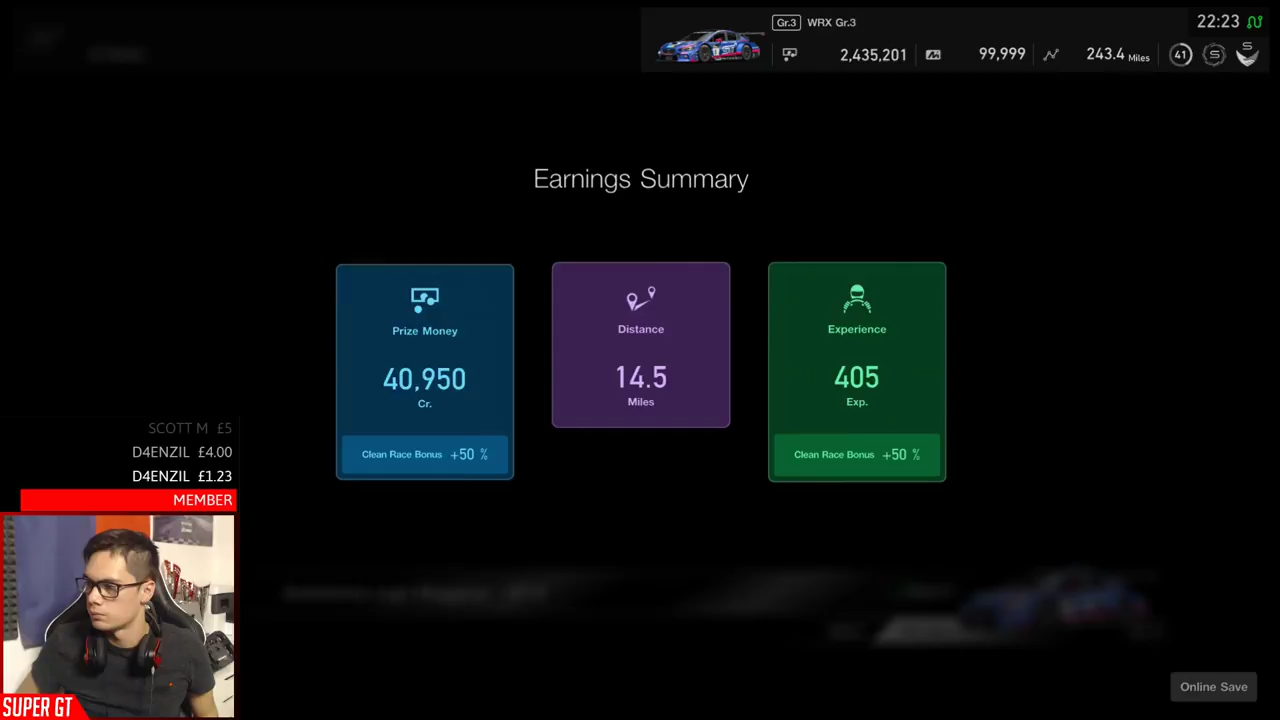 Gr.3 WRX Gr.3
22:23
2,435,201
99,999
243.4 Miles
41
S
S
Earnings Summary
Prize Money
40,950
Cr.
Clean Race Bonus +50 %
Distance
14.5
Miles
Experience
405
Exp.
Clean Race Bonus +50 %
SCOTT M £5
D4ENZIL £4.00
D4ENZIL £1.23
MEMBER
SUPER GT
Online Save